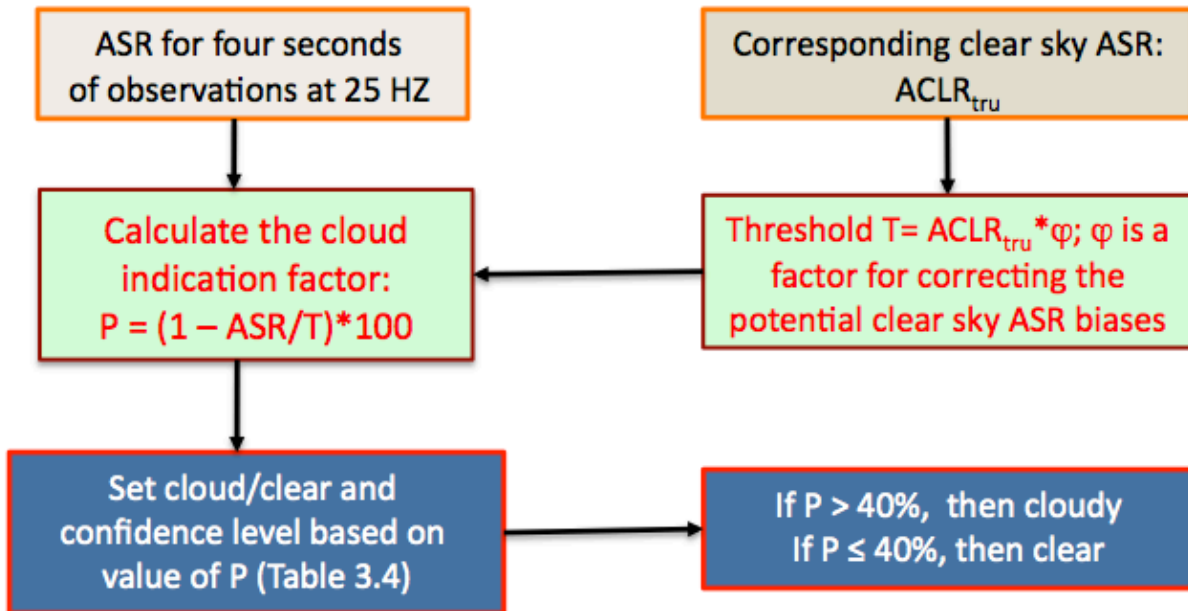 ASR for four seconds
of observations at 25 HZ
Corresponding clear sky ASR:
ACLRtru
Calculate the cloud
indication factor:
P = (1 – ASR/T)*100
Threshold T= ACLRtru*φ; φ is a
factor for correcting the
potential clear sky ASR biases
Set cloud/clear and
confidence level based on
value of P (Table 3.4)
If P > 40%,  then cloudy
If P ≤ 40%, then clear